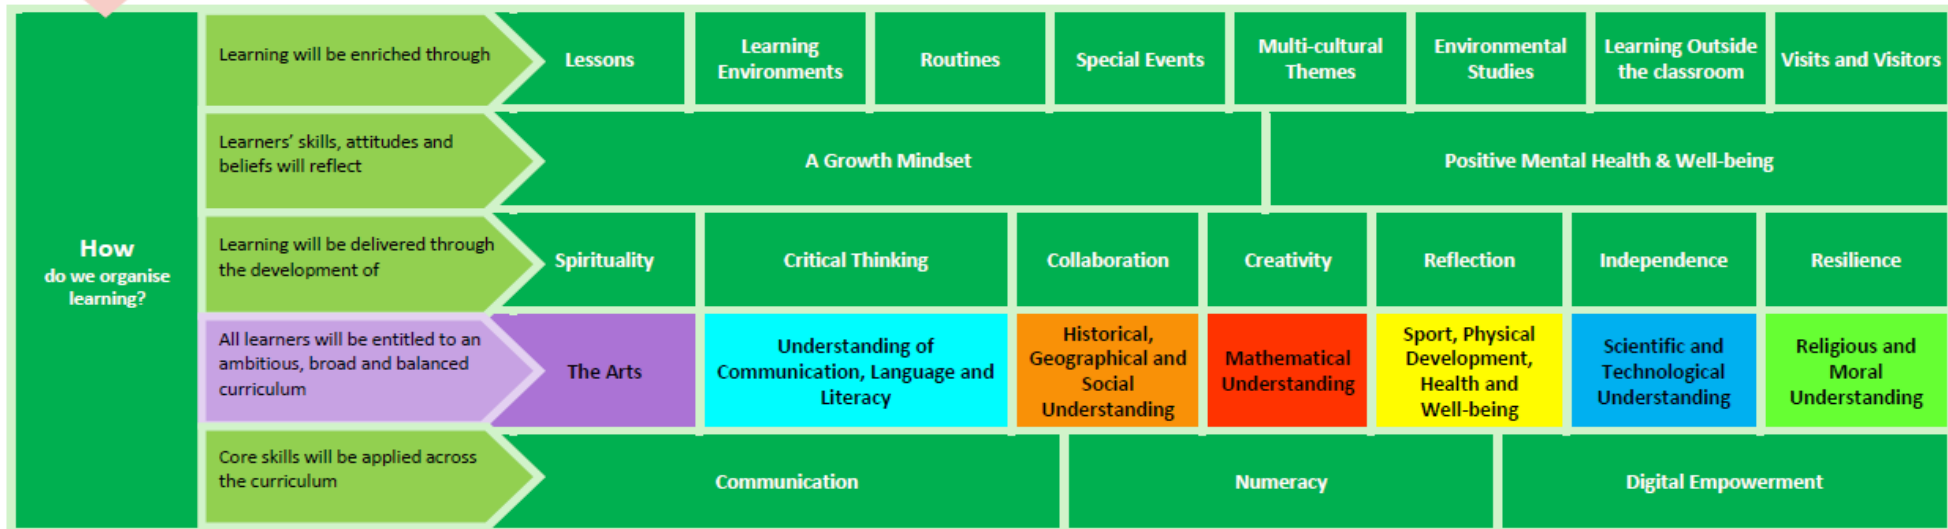 How
do we organise
learning?
Learning will be enriched through
Lessons
Learning
Environments
Routines
Special Events
Multi-cultural
Themes
Environmental
Studies
Learning Outside
the classroom
Visits and Visitors
Learners' skills, attitudes and
beliefs will reflect
A Growth Mindset
Positive Mental Health & Well-being
Learning will be delivered through
the development of
Spirituality
Critical Thinking
Collaboration
Creativity
Reflection
Independence
Resilience
All learners will be entitled to an
ambitious, broad and balanced
curriculum
The Arts
Understanding of
Communication, Language and
Literacy
Historical,
Geographical and
Social
Understanding
Mathematical
Understanding
Sport, Physical
Development,
Health and
Well-being
Scientific and
Technological
Understanding
Religious and
Moral
Understanding
Core skills will be applied across
the curriculum
Communication
Numeracy
Digital Empowerment